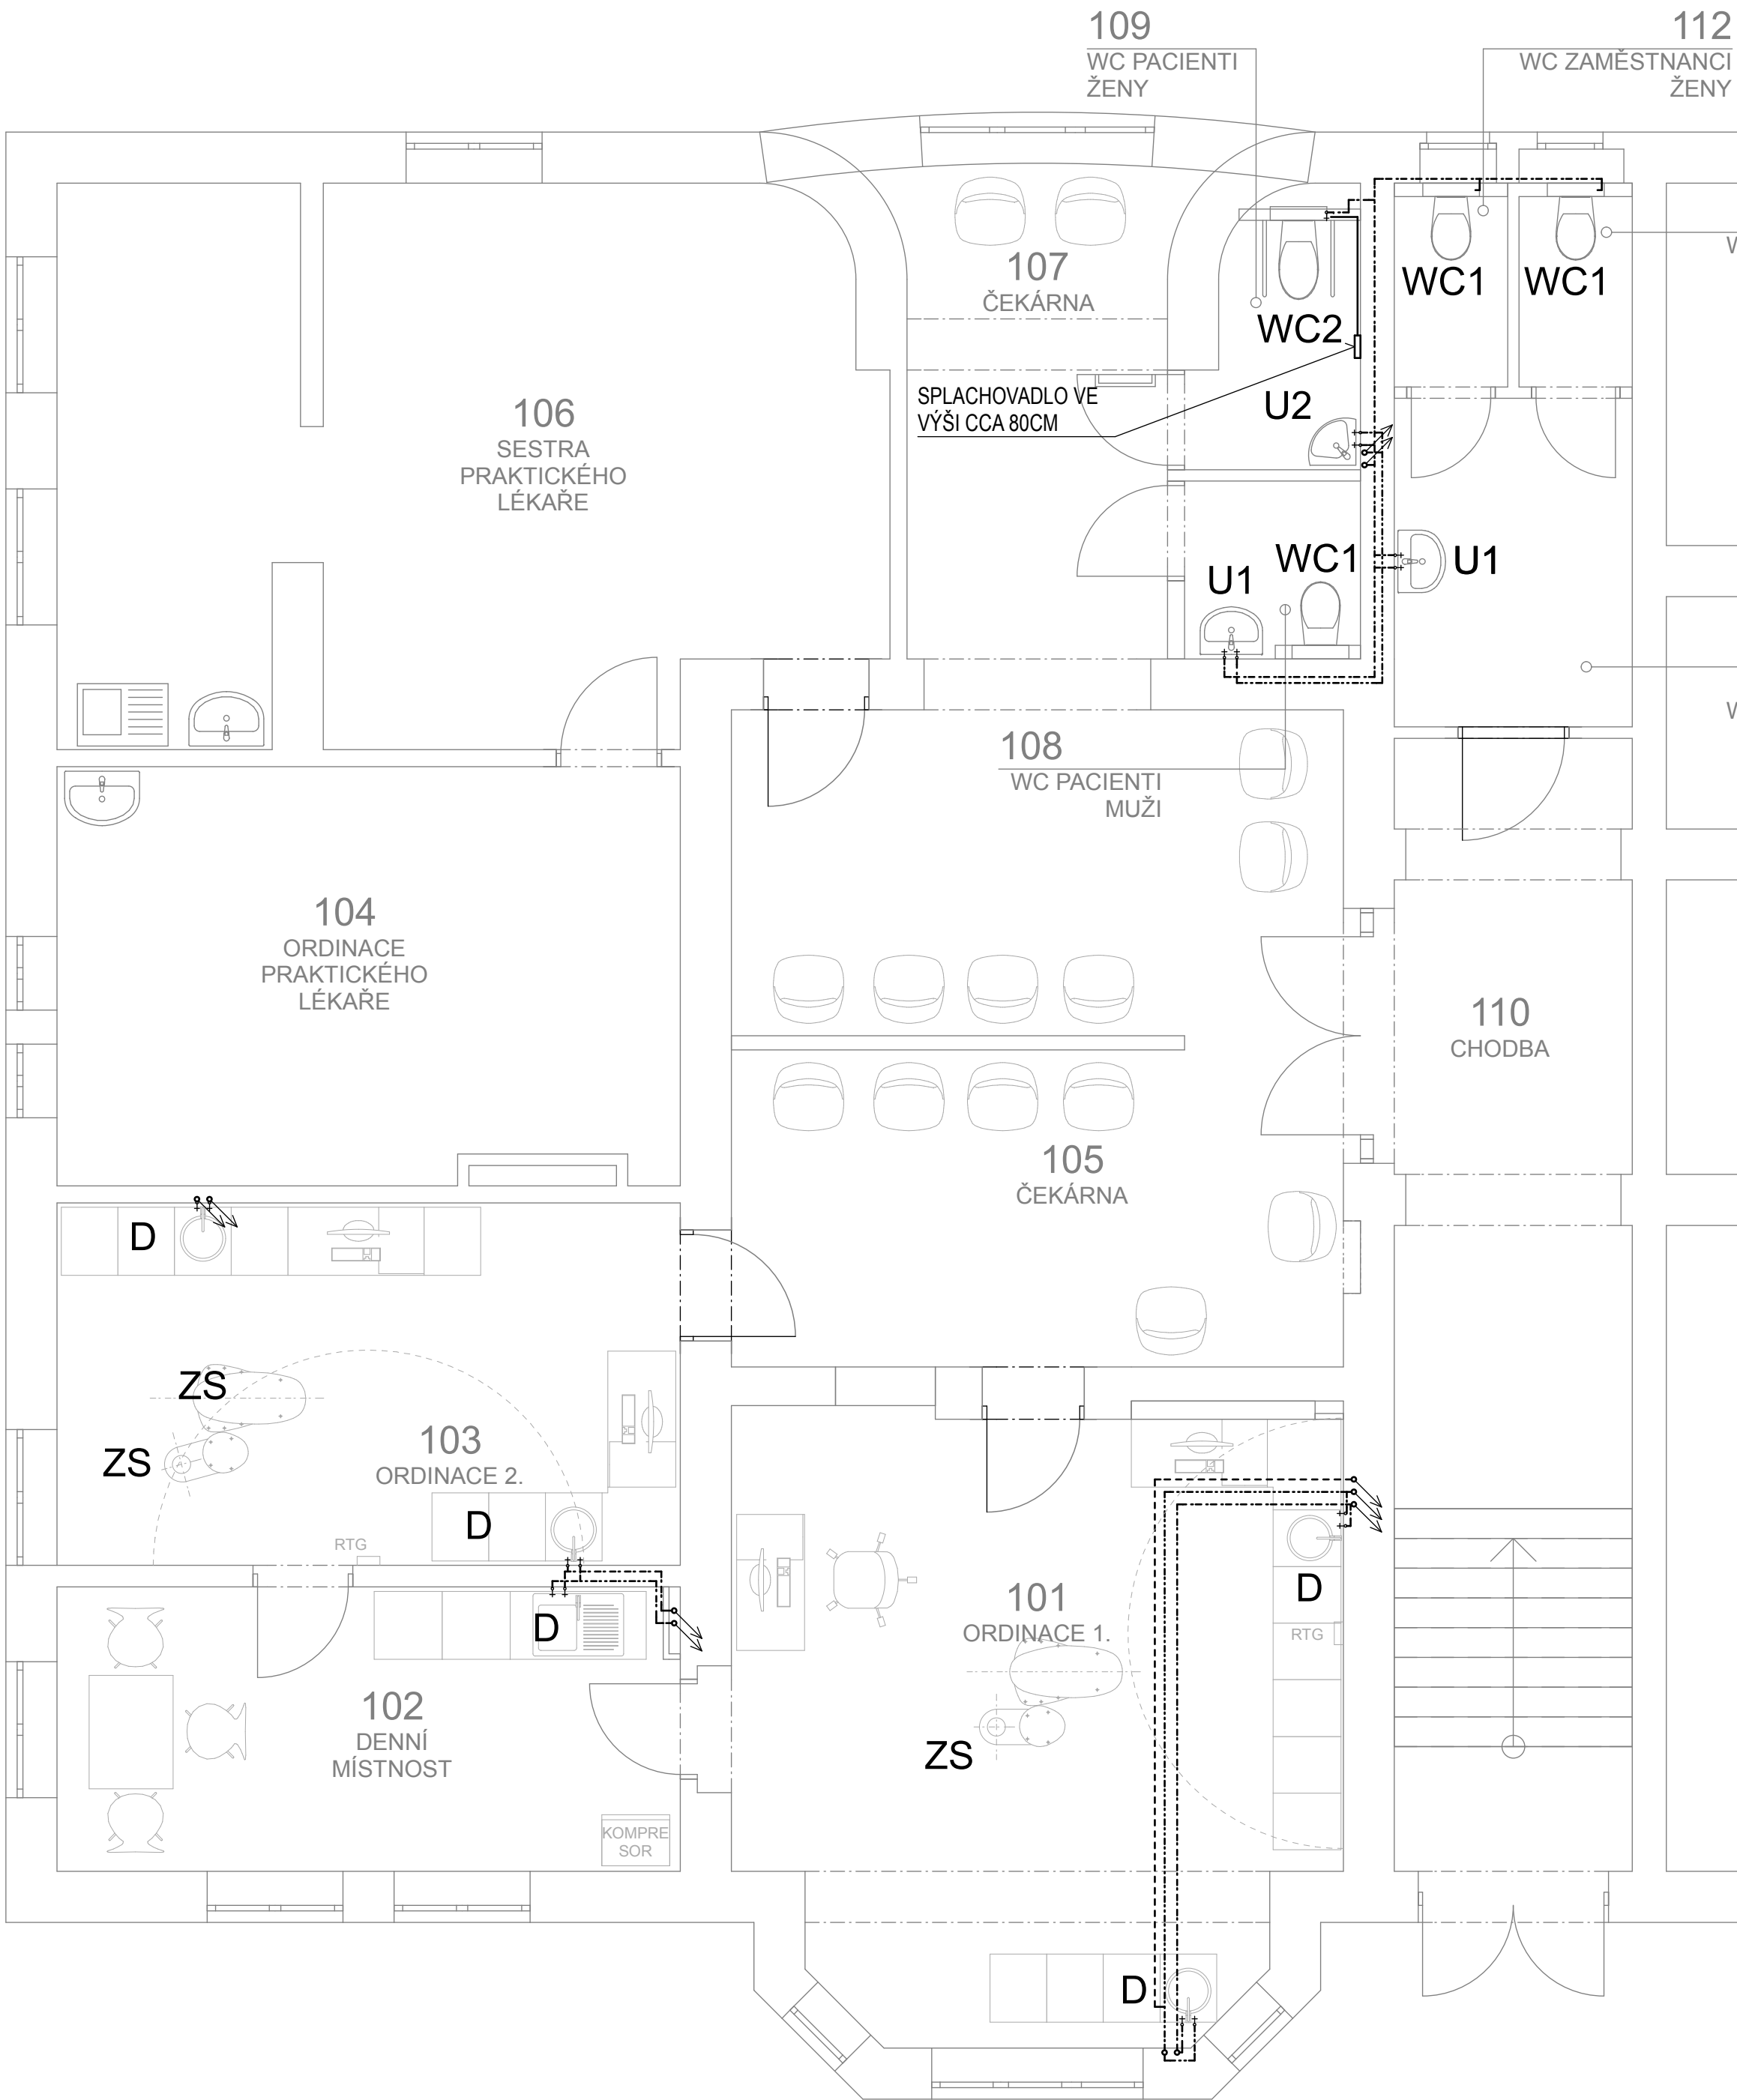 109
WC PACIENTI
ŽENY
112
WC ZAMĚSTNANCI
ŽENY
107
ČEKÁRNA
WC2
WC1
WC1
W
SPLACHOVADLO VE
VÝŠI CCA 80CM
U2
106
SESTRA
PRAKTICKÉHO
LÉKAŘE
U1
WC1
U1
W
108
WC PACIENTI
MUŽI
104
ORDINACE
PRAKTICKÉHO
LÉKAŘE
110
CHODBA
105
ČEKÁRNA
D
ZS
ZS
103
ORDINACE 2.
D
RTG
D
101
ORDINACE 1.
D
RTG
102
DENNÍ
MÍSTNOST
ZS
KOMPRE
SOR
D